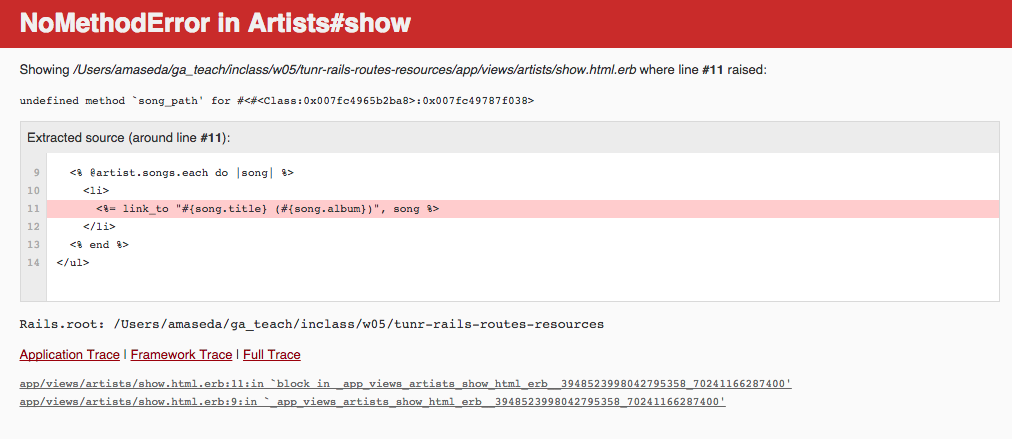 NoMethodError in Artists#show
Showing /Users/amaseda/ga_teach/inclass/w05/tunr-rails-routes-resources/app/views/artists/show.html.erb where line #11 raised:
undefined method `song_path' for #<#<Class:0x007fc4965b2ba8>:0x007fc49787f038>
Extracted source (around line #11):
9 <% @artist.songs.each do |song| %>
10 <li>
11 <%= link_to "#{song.title} (#{song.album})", song %>
12 </li>
13 <% end %>
14 </ul>
Rails.root: /Users/amaseda/ga_teach/inclass/w05/tunr-rails-routes-resources
Application Trace | Framework Trace | Full Trace
app/views/artists/show.html.erb:11:in `block in _app_views_artists_show_html_erb__3948523998042795358_70241166287400'
app/views/artists/show.html.erb:9:in `_app_views_artists_show_html_erb__3948523998042795358_70241166287400'